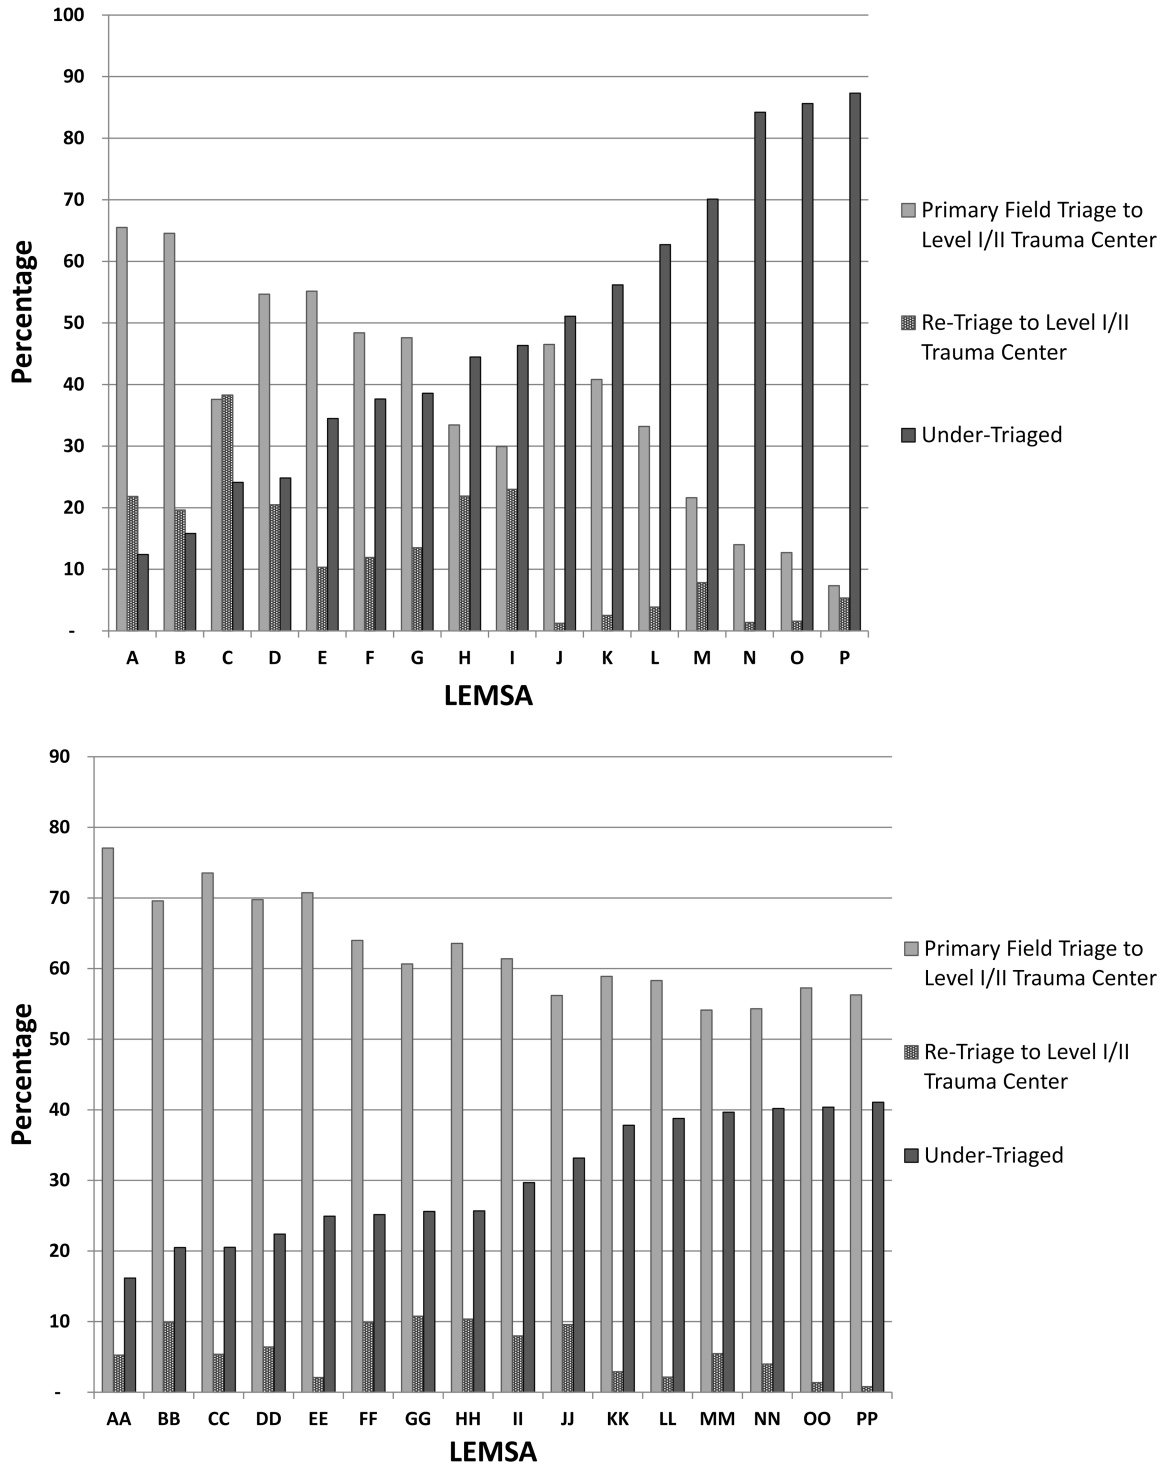 100
90
80
70
60
50
40
30
20
10
-
Percentage
A B C D E F G H I J K L M N O P
LEMSA
Primary Field Triage to
Level I/II Trauma Center
Re-Triage to Level I/II
Trauma Center
Under-Triaged
90
80
70
60
50
40
30
20
10
-
Percentage
AA BB CC DD EE FF GG HH II JJ KK LL MM NN OO PP
LEMSA
Primary Field Triage to
Level I/II Trauma Center
Re-Triage to Level I/II
Trauma Center
Under-Triaged